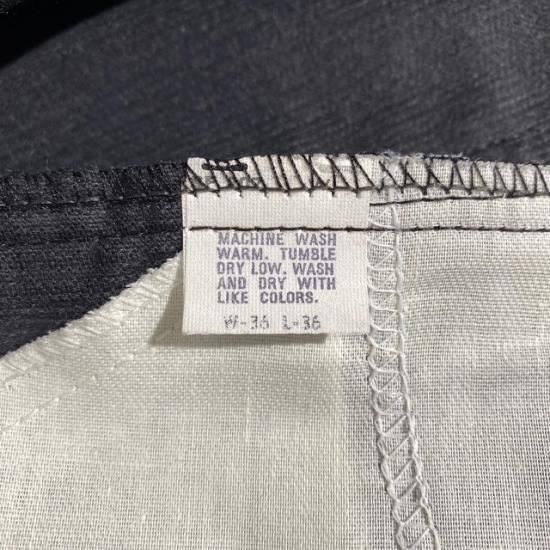 MACHINE WASH
WARM. TUMBLE
DRY LOW. WASH
AND DRY WITH
LIKE COLORS.
W-36 L-36